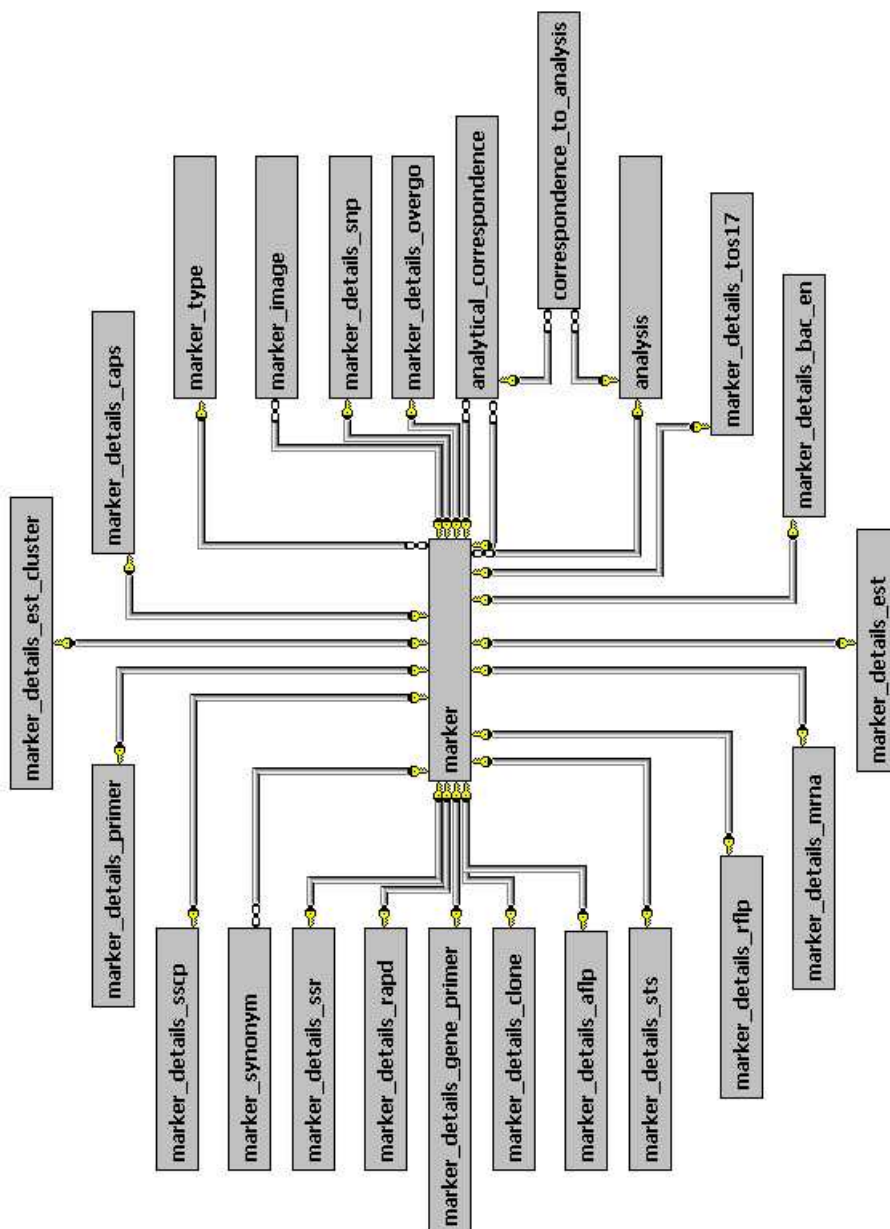 marker_details_est_cluster
marker_details_primer
marker_details_caps
marker_details_sscp
marker_type
marker_synonym
marker_image
marker_details_ssr
marker_details_snp
marker_details_rapd
marker_details_overgo
marker
marker_details_gene_primer
analytical_correspondence
marker_details_clone
correspondence_to_analysis
marker_details_aflp
analysis
marker_details_sts
marker_details_tos17
marker_details_rflp
marker_details_bac_en
marker_details_mrna
marker_details_est